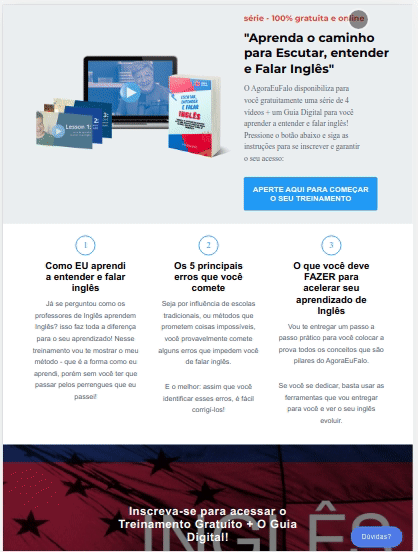 série - 100% gratuita e online
"Aprenda o caminho
para Escutar, entender
e Falar Inglês"
O AgoraEuFalo disponibiliza para
você gratuitamente uma série de 4
vídeos + um Guia Digital para você
aprender a entender e falar inglês!
Pressione o botão abaixo e siga as
instruções para se inscrever e garantir
o seu acesso:
Lesson 1
ESCUTAR,
ENTENDER
E FALAR
INGLÊS
APERTE AQUI PARA COMEÇAR
O SEU TREINAMENTO
1
Como EU aprendi
a entender e falar
inglês
Já se perguntou como os
professores de Inglês aprendem
Inglês? isso faz toda a diferença
para o seu aprendizado! Nesse
treinamento vou te mostrar o meu
método - que é a forma como eu
aprendi, porém sem você ter que
passar pelos perrengues que eu
passei!
2
Os 5 principais
erros que você
comete
Seja por influência de escolas
tradicionais, ou métodos que
prometem coisas impossíveis,
você provavelmente comete
alguns erros que impedem você
de falar inglês.
E o melhor: assim que você
identificar esses erros, é fácil
corrigi-los!
3
O que você deve
FAZER para
acelerar seu
aprendizado de
Inglês
Vou te entregar um passo a
passo prático para você colocar a
prova todos os conceitos que são
pilares do AgoraEuFalo.
Se você se dedicar, basta usar as
ferramentas que vou entregar
para você e ver o seu inglês
evoluir.
INGLÊS
Inscreva-se para acessar o
Treinamento Gratuito + O Guia
Digital!
Dúvidas?